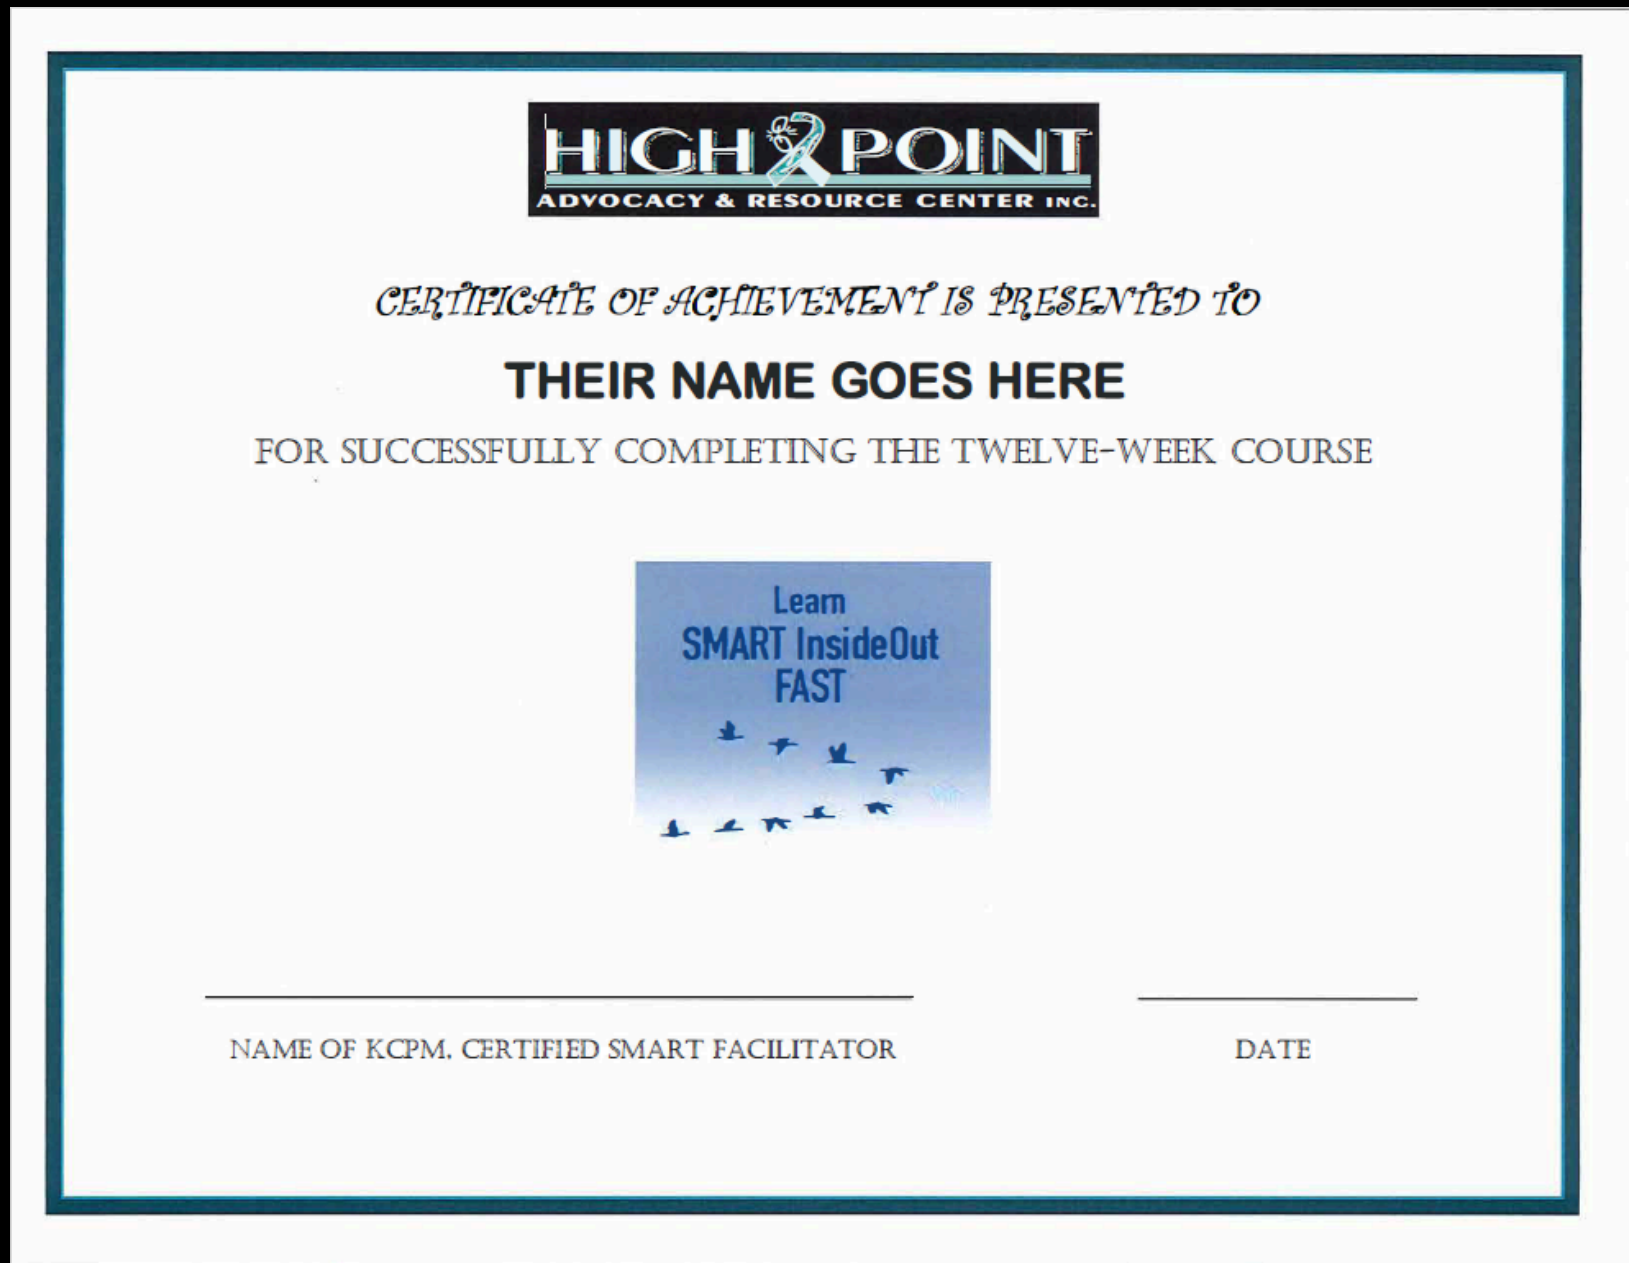 HIGH POINT
ADVOCACY & RESOURCE CENTER INC.
CERTIFICATE OF ACHIEVEMENT IS PRESENTED TO
THEIR NAME GOES HERE
FOR SUCCESSFULLY COMPLETING THE TWELVE-WEEK COURSE
Learn
SMART InsideOut
FAST
NAME OF KCPM, CERTIFIED SMART FACILITATOR DATE